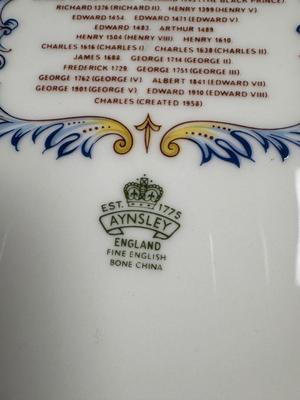 RICHARD 1376 (RICHARD II). HENRY 1399 (HENRY V).
EDWARD 1454. EDWARD 1471 (EDWARD V).
EDWARD 1483. ARTHUR 1489.
HENRY 1504 (HENRY VIII). HENRY 1610.
CHARLES 1616 (CHARLES I). CHARLES 1638 (CHARLES II).
JAMES 1688. GEORGE 1714 (GEORGE II).
FREDERICK 1729. GEORGE 1751 (GEORGE III).
GEORGE 1762 (GEORGE IV). ALBERT 1841 (EDWARD VII).
GEORGE 1901 (GEORGE V). EDWARD 1910 (EDWARD VIII).
CHARLES (CREATED 1958)
EST. 1775
AYNSLEY
ENGLAND
FINE ENGLISH
BONE CHINA